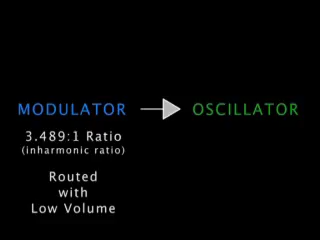 MODULATOR
OSCILLATOR
3.489:1 Ratio
(inharmonic ratio)
Routed
with
Low Volume